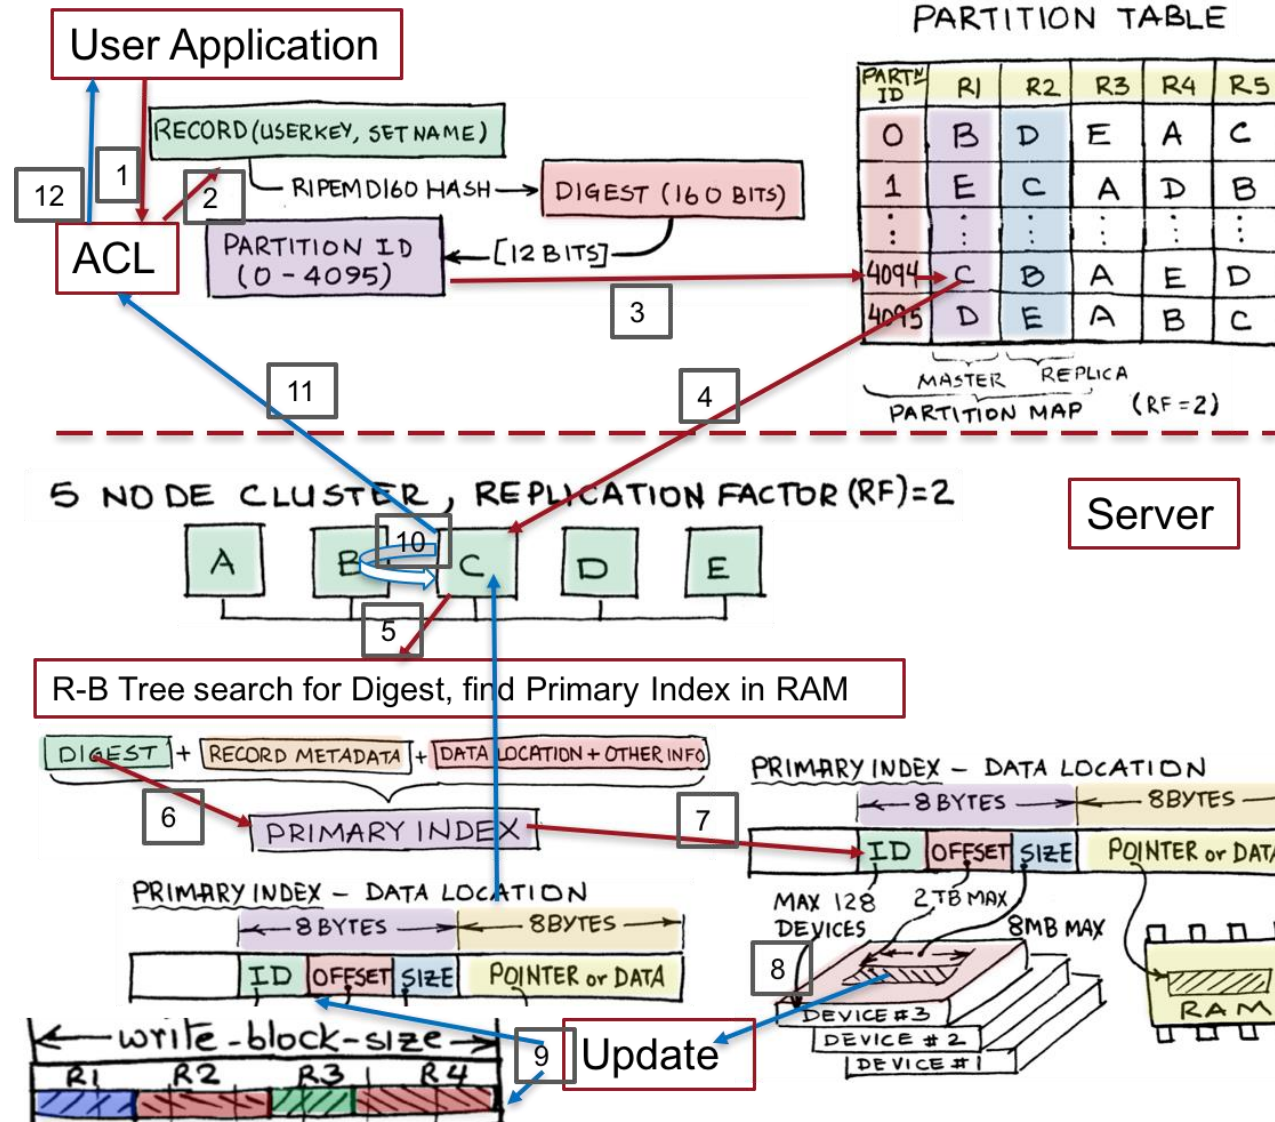 PARTITION TABLE
User Application
PARTN ID R1 R2 R3 R4 R5
0 B D E A C
1 E C A D B
4094 C B A E D
4095 D E A B C
MASTER REPLICA
PARTITION MAP (RF=2)
RECORD (USERKEY, SET NAME)
1
2
12
RIPEMD160 HASH
DIGEST (160 BITS)
ACL
PARTITION ID
(0 - 4095)
[12 BITS]
3
11
4
5 NODE CLUSTER, REPLICATION FACTOR (RF)=2
Server
10
A B C D E
5
R-B Tree search for Digest, find Primary Index in RAM
DIGEST + RECORD METADATA + DATA LOCATION + OTHER INFO
6
PRIMARY INDEX
7
PRIMARY INDEX - DATA LOCATION
8 BYTES 8BYTES
ID OFFSET SIZE POINTER or DATA
MAX 128 DEVICES
2 TB MAX
8MB MAX
8
DEVICE #3
DEVICE #2
DEVICE #1
RAM
PRIMARY INDEX - DATA LOCATION
8 BYTES 8BYTES
ID OFFSET SIZE POINTER or DATA
9
Update
write-block-size
R1 R2 R3 R4